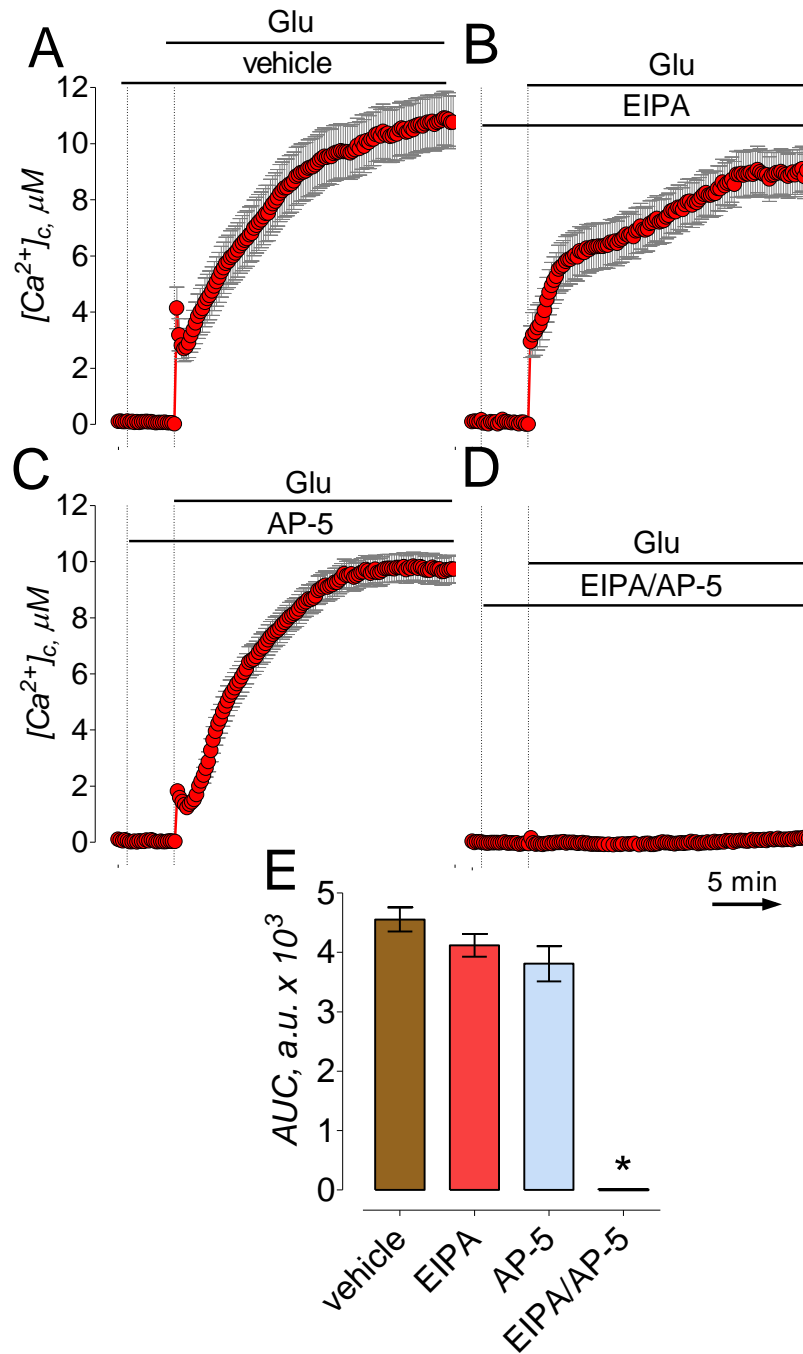 A
Glu
vehicle
12
10
8
6
4
2
0
[Ca²⁺]c, µM
B
Glu
EIPA
C
Glu
AP-5
12
10
8
6
4
2
0
[Ca²⁺]c, µM
D
Glu
EIPA/AP-5
5 min
E
5
4
3
2
1
0
AUC, a.u. x 10³
*
vehicle
EIPA
AP-5
EIPA/AP-5